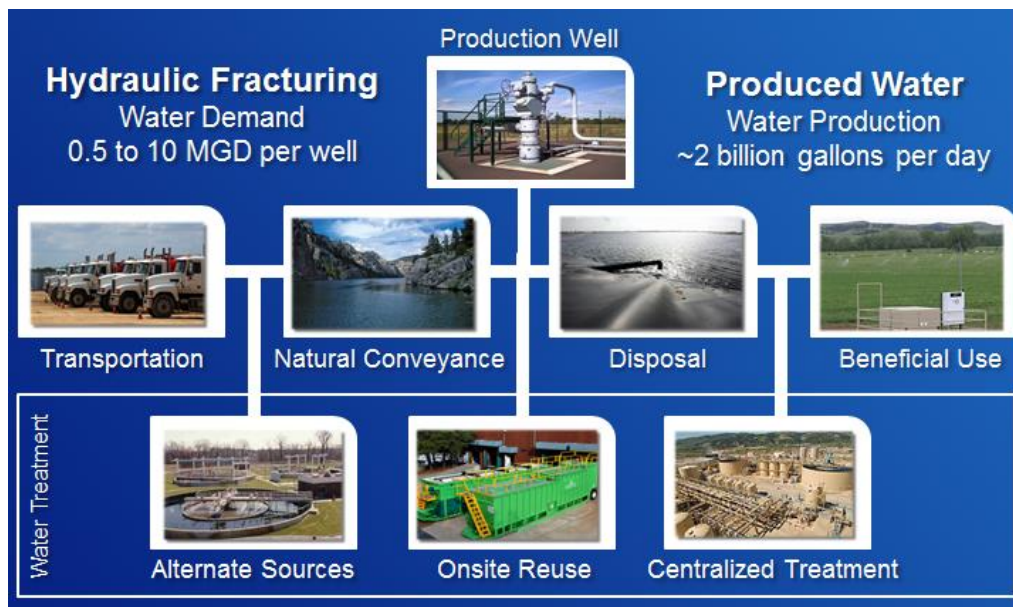 Production Well
Hydraulic Fracturing
Water Demand
0.5 to 10 MGD per well
Produced Water
Water Production
~2 billion gallons per day
Transportation
Natural Conveyance
Disposal
Beneficial Use
Water Treatment
Alternate Sources
Onsite Reuse
Centralized Treatment